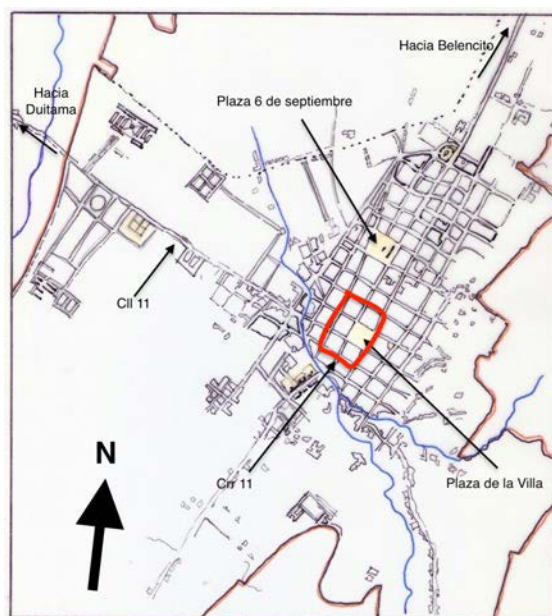 Hacia Belencito
Hacia
Duitama
Plaza 6 de septiembre
Cll 11
N
Crr 11
Plaza de la Villa